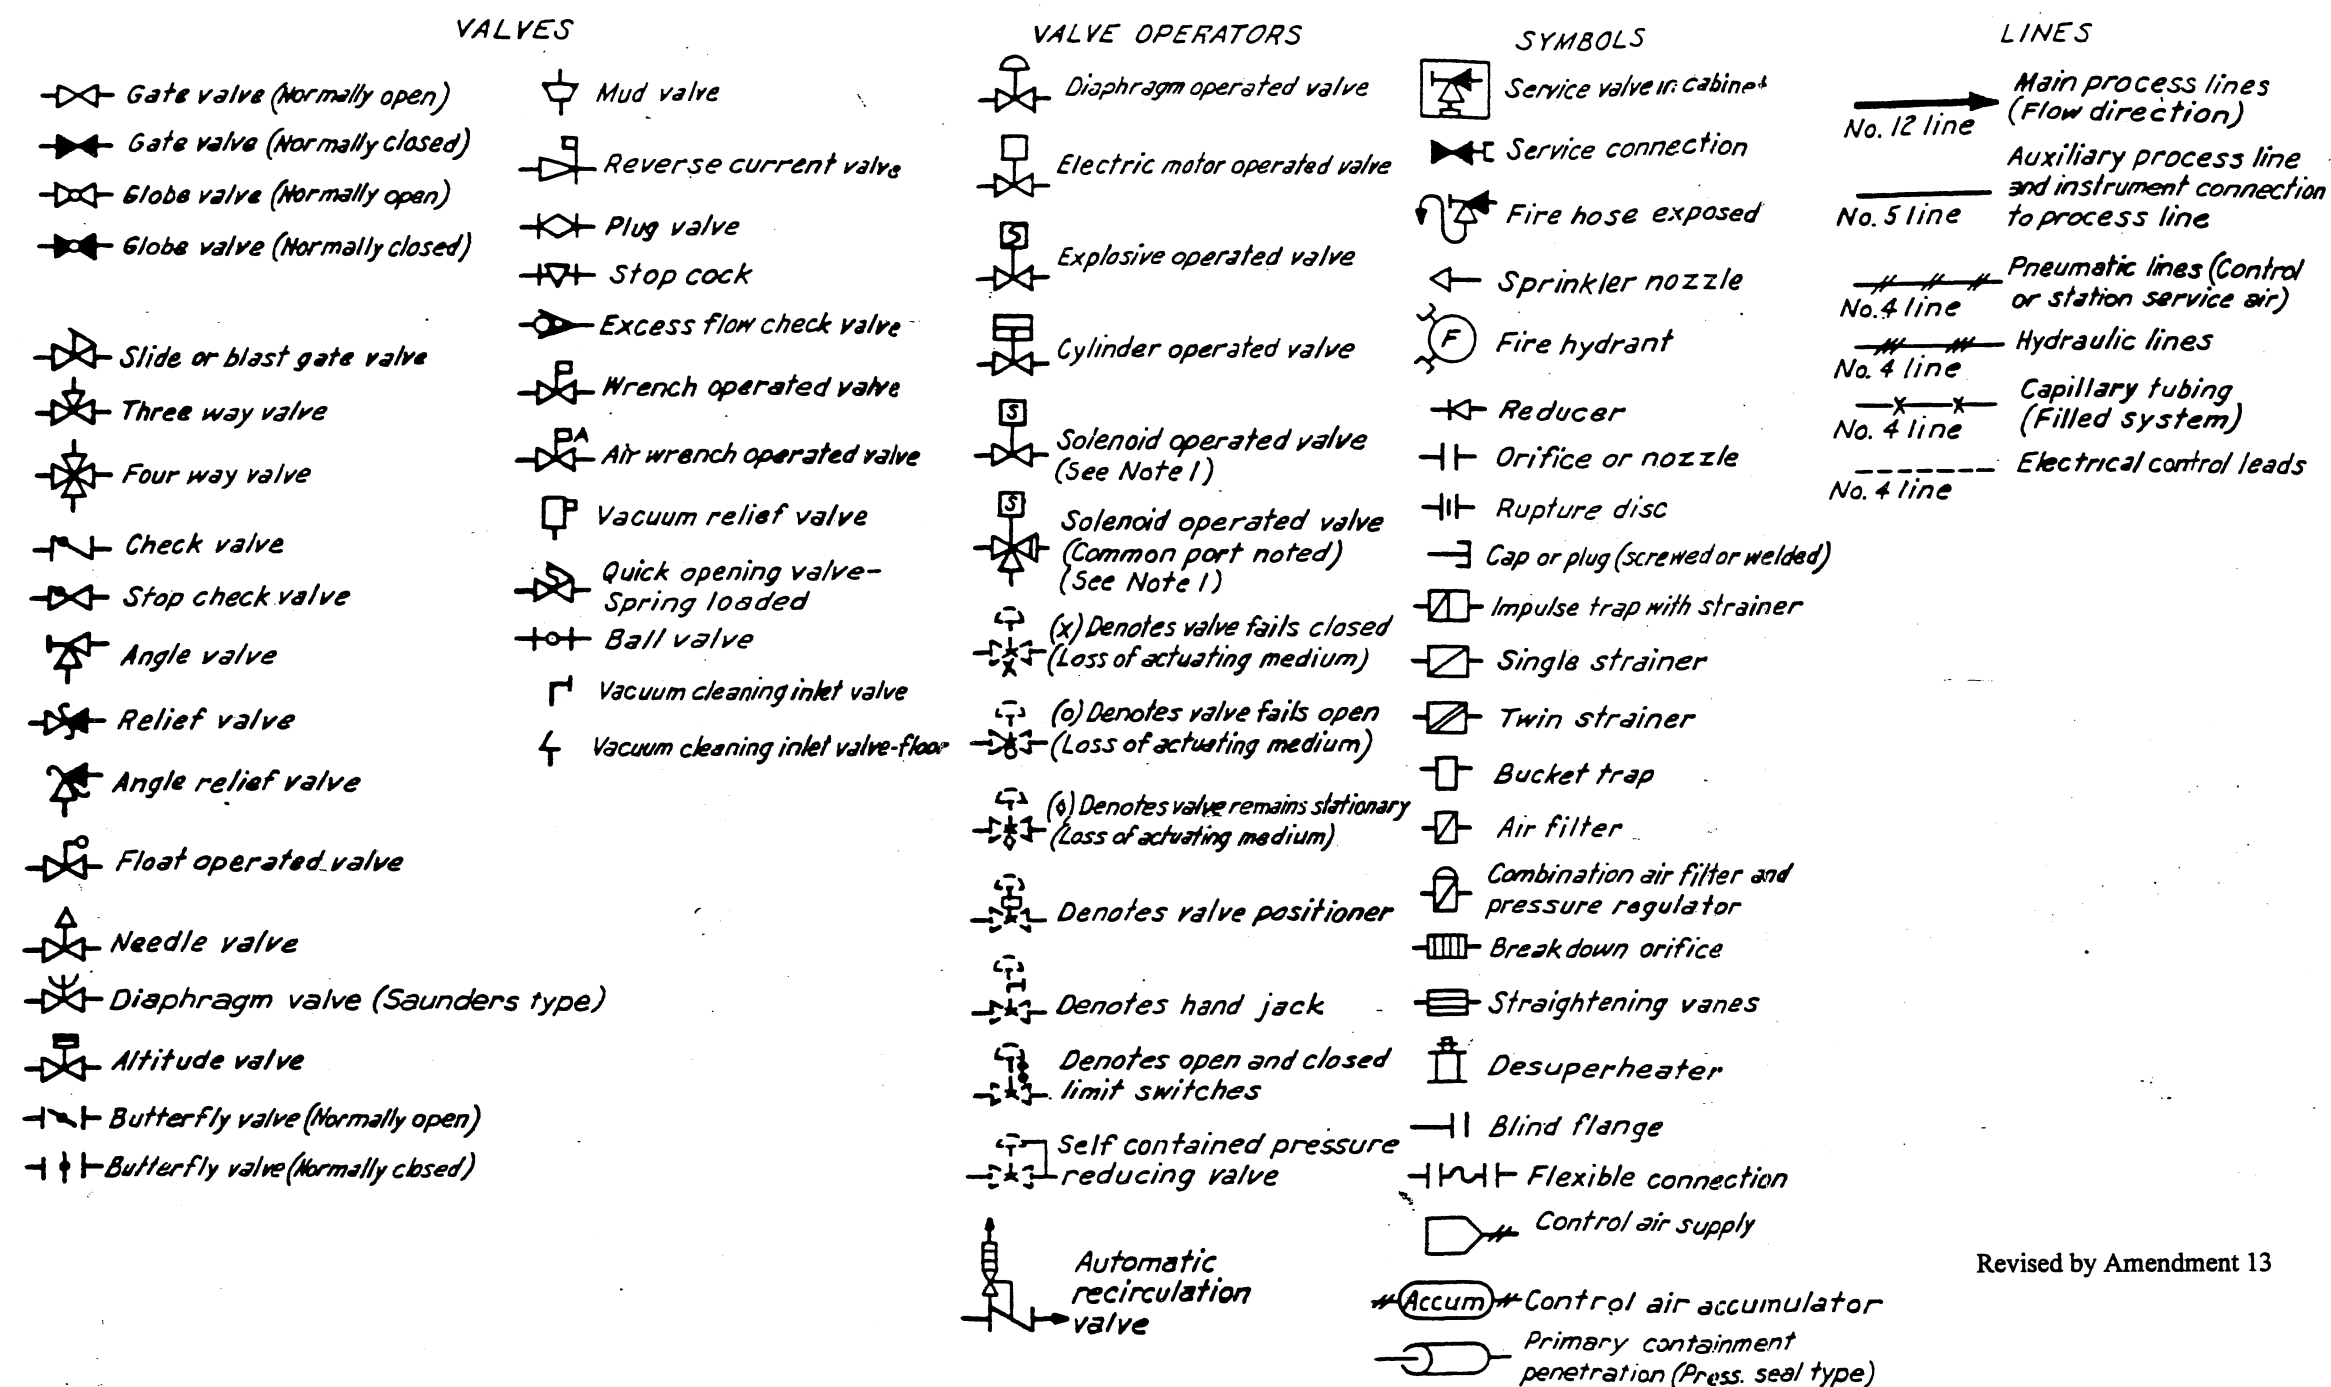 VALVES
Gate valve (Normally open)
Gate valve (Normally closed)
Globe valve (Normally open)
Globe valve (Normally closed)
Slide or blast gate valve
Three way valve
Four way valve
Check valve
Stop check valve
Angle valve
Relief valve
Angle relief valve
Float operated valve
Needle valve
Diaphragm valve (Saunders type)
Altitude valve
Butterfly valve (Normally open)
Butterfly valve (Normally closed)
Mud valve
Reverse current valve
Plug valve
Stop cock
Excess flow check valve
Wrench operated valve
A
Air wrench operated valve
Vacuum relief valve
Quick opening valve-
Spring loaded
Ball valve
Vacuum cleaning inlet valve
Vacuum cleaning inlet valve-floor
VALVE OPERATORS
Diaphragm operated valve
Electric motor operated valve
S
Explosive operated valve
Cylinder operated valve
S
Solenoid operated valve
(See Note 1)
S
Solenoid operated valve
(Common port noted)
(See Note 1)
(x) Denotes valve fails closed
(Loss of actuating medium)
(o) Denotes valve fails open
(Loss of actuating medium)
(◊) Denotes valve remains stationary
(Loss of actuating medium)
Denotes valve positioner
Denotes hand jack
Denotes open and closed
limit switches
Self contained pressure
reducing valve
Automatic
recirculation
valve
SYMBOLS
Service valve in cabinet
Service connection
Fire hose exposed
Sprinkler nozzle
F
Fire hydrant
Reducer
Orifice or nozzle
Rupture disc
Cap or plug (screwed or welded)
Impulse trap with strainer
Single strainer
Twin strainer
Bucket trap
Air filter
Combination air filter and
pressure regulator
Breakdown orifice
Straightening vanes
Desuperheater
Blind flange
Flexible connection
Control air supply
Accum
Control air accumulator
Primary containment
penetration (Press. seal type)
LINES
Main process lines
(Flow direction)
No. 12 line
Auxiliary process line
and instrument connection
to process line
No. 5 line
Pneumatic lines (Control
or station service air)
No. 4 line
Hydraulic lines
No. 4 line
Capillary tubing
(Filled system)
No. 4 line
Electrical control leads
No. 4 line
Revised by Amendment 13